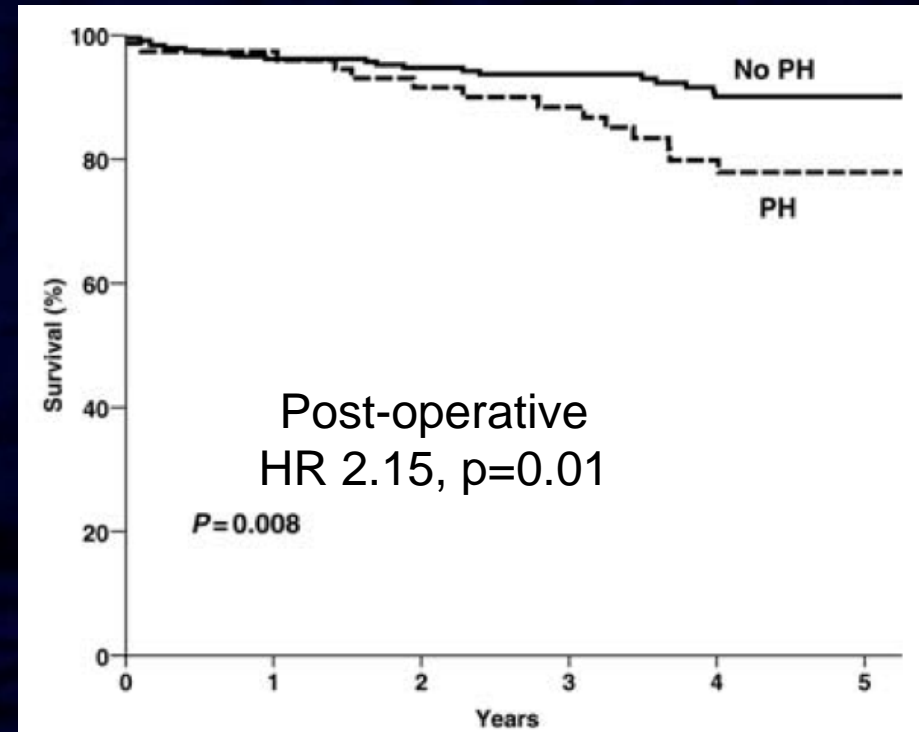 100
80
60
40
20
0
Survival (%)
No PH
PH
Post-operative
HR 2.15, p=0.01
P=0.008
0 1 2 3 4 5
Years